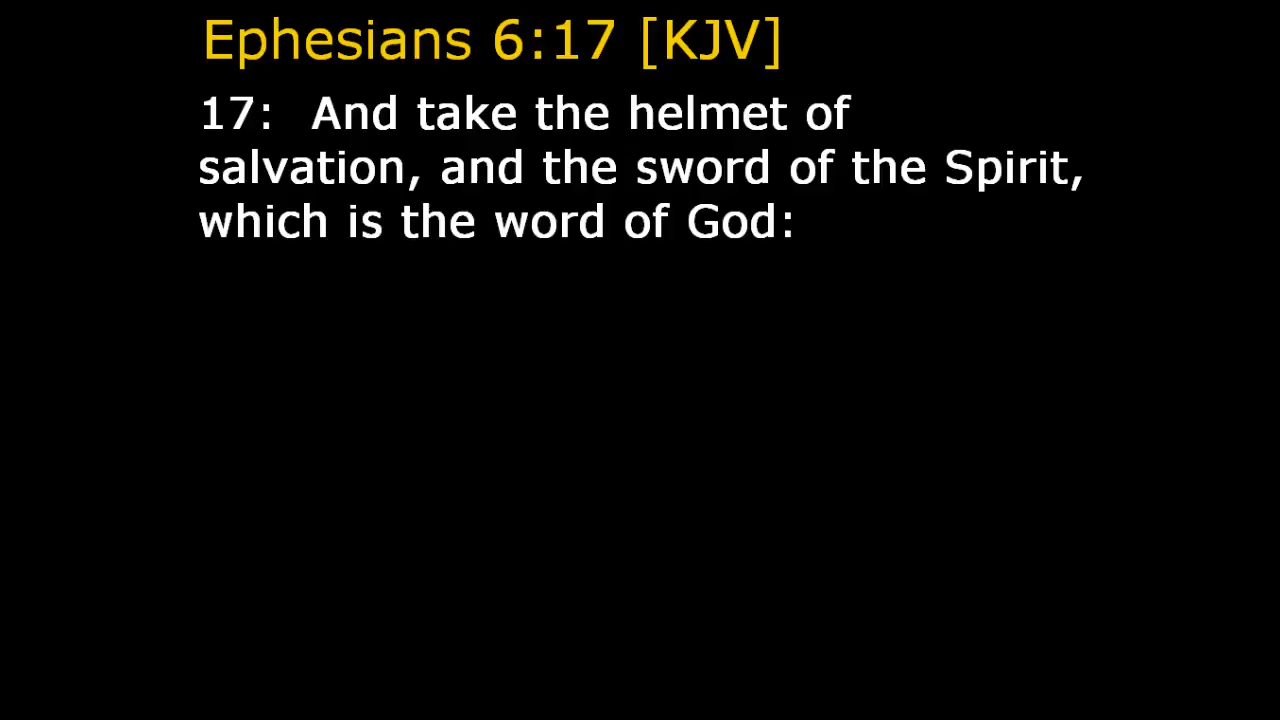 Ephesians 6:17 [KJV]
17: And take the helmet of
salvation, and the sword of the Spirit,
which is the word of God: